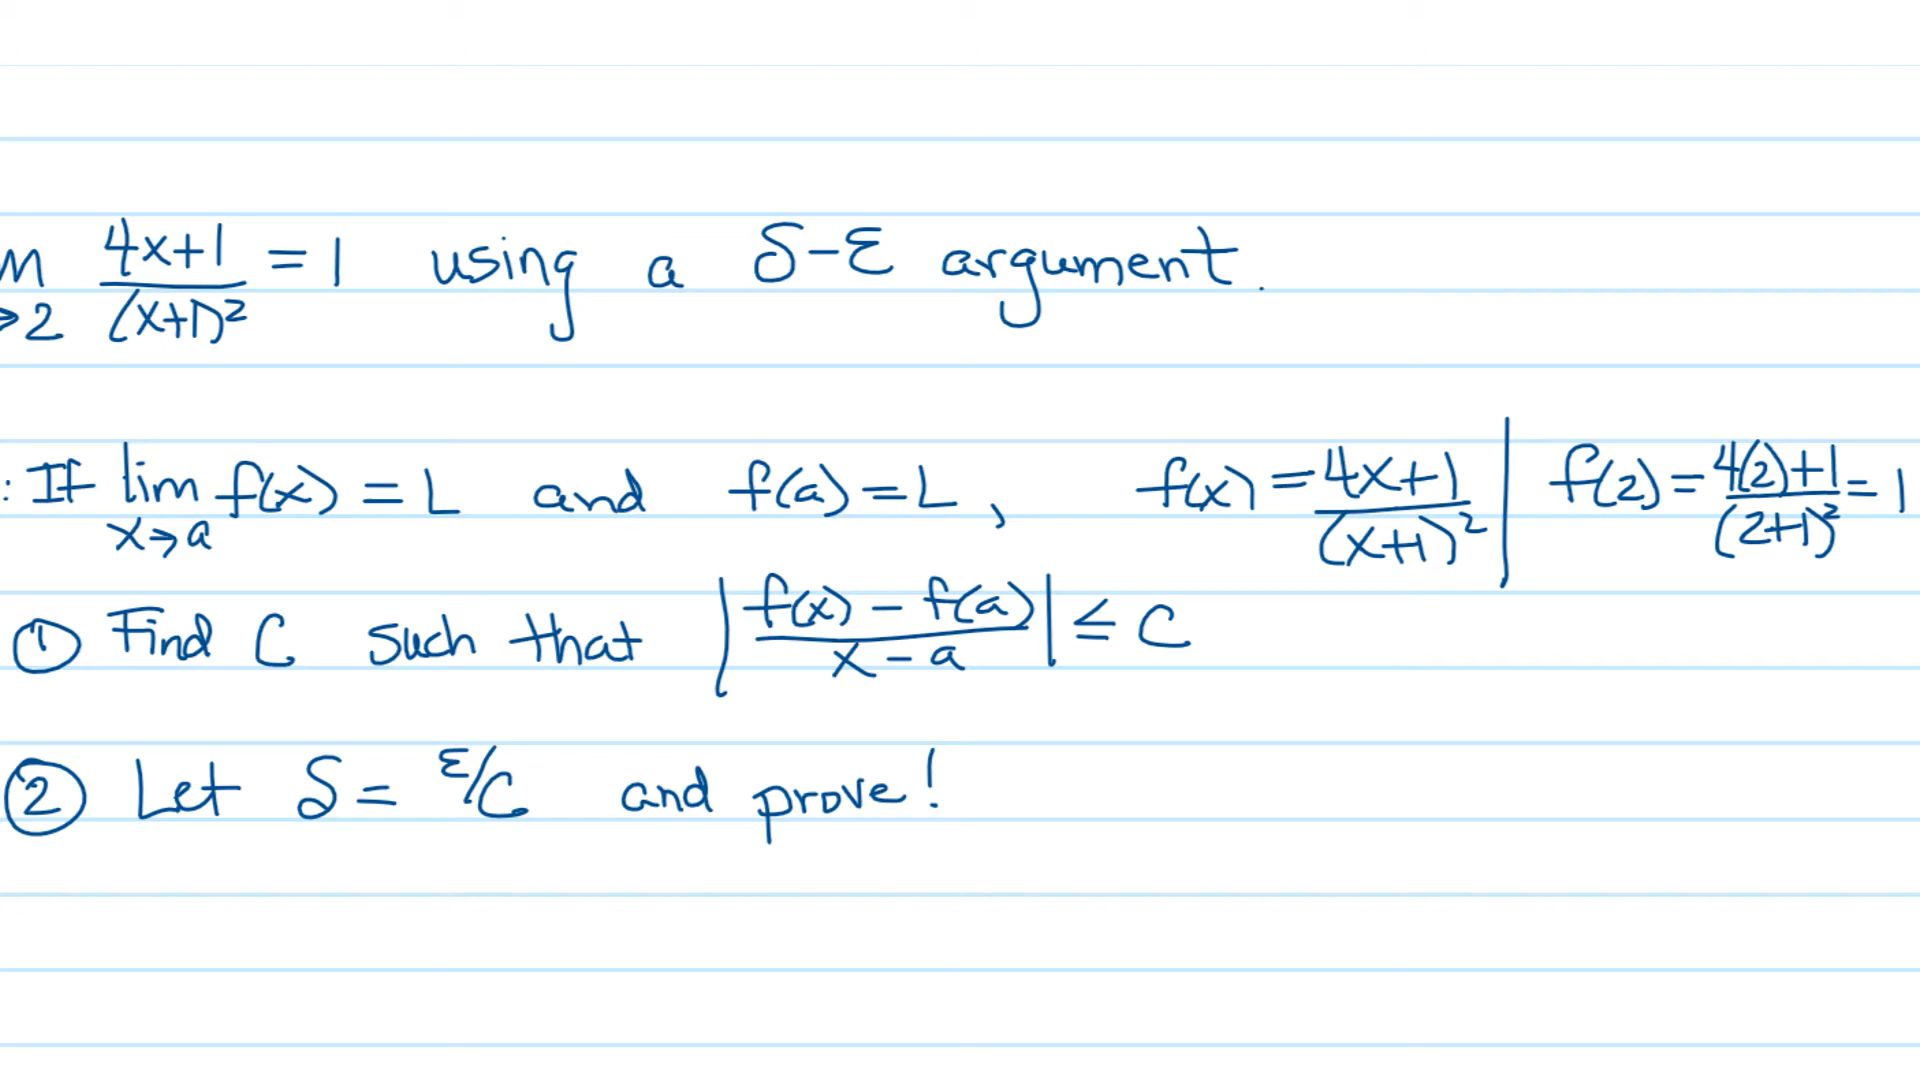 m 4x+1/(x+1)² = 1 using a δ-ε argument.
→2
: If lim f(x) = L and f(a) = L, f(x) = 4x+1/(x+1)² | f(2) = 4(2)+1/(2+1)² = 1
x→a
① Find C such that |f(x) - f(a)/x - a| ≤ C
② Let δ = ε/C and prove!